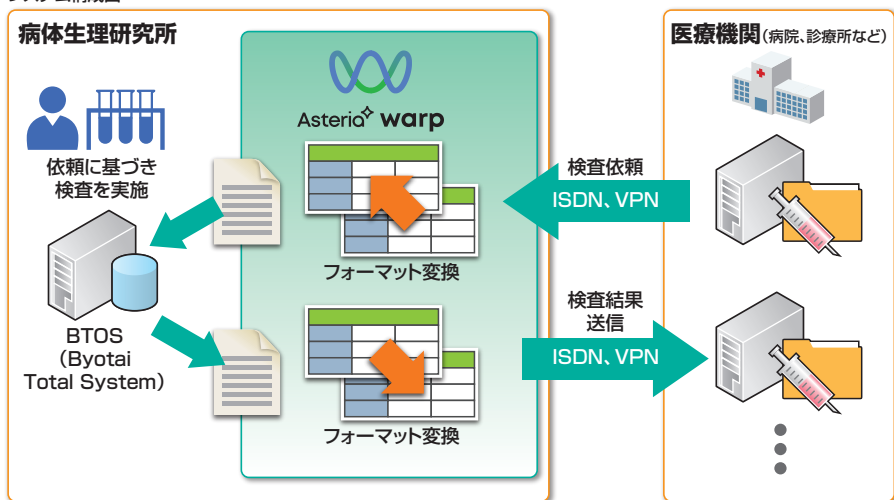 病体生理研究所
Asteria warp
依頼に基づき
検査を実施
フォーマット変換
BTOS
（Byotai
Total System）
フォーマット変換
検査依頼
ISDN、VPN
検査結果
送信
ISDN、VPN
医療機関（病院、診療所など）